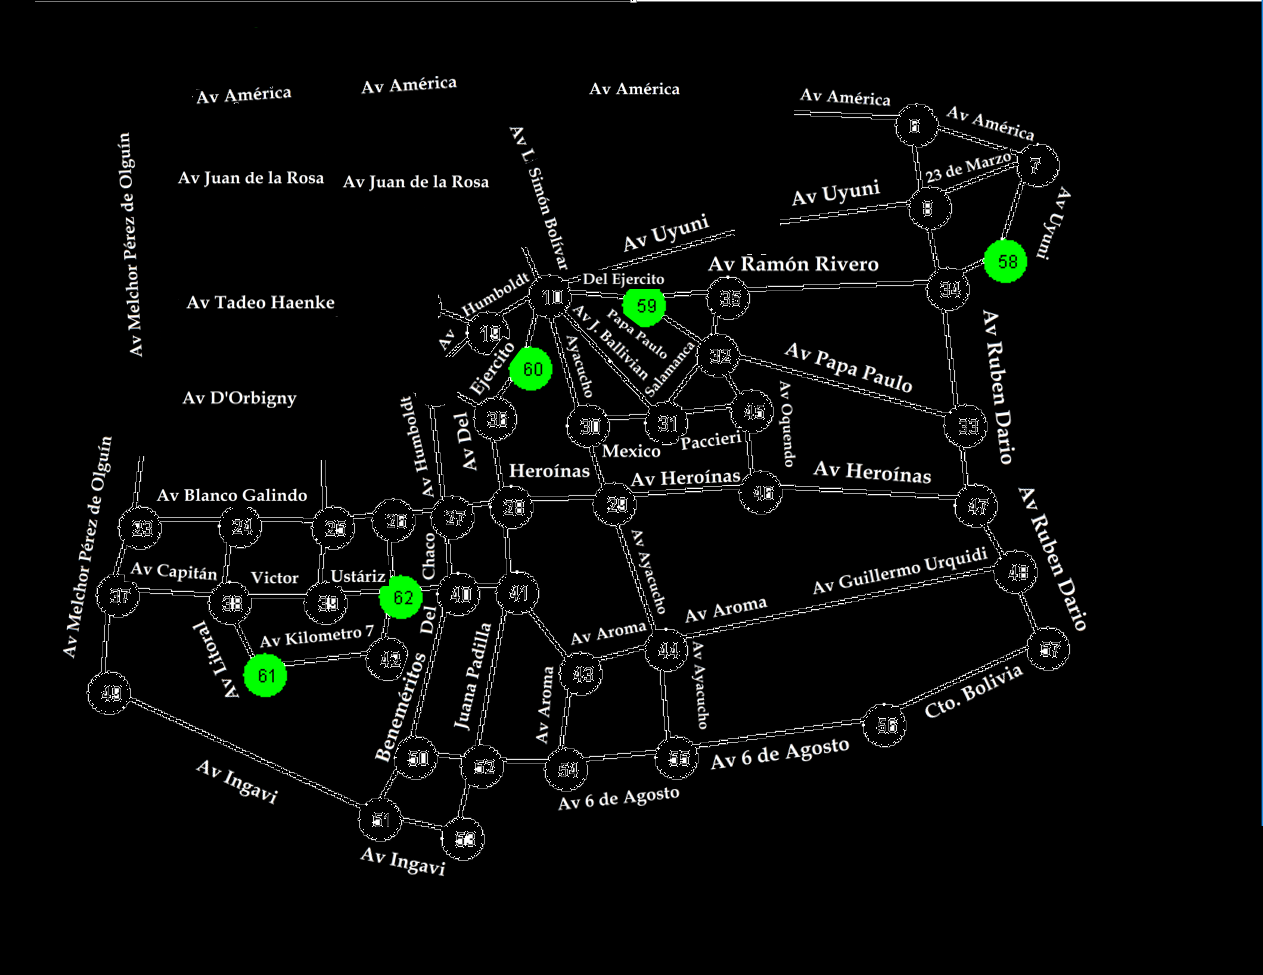 Av América
Av América
Av América
Av América
Av América
6
7
23 de Marzo
Av Melchor Pérez de Olguín
Av Juan de la Rosa
Av Juan de la Rosa
Av L. Simón Bolívar
Av Uyuni
Av Uyuni
8
Av Uyuni
58
Av Tadeo Haenke
Av Humboldt
10
Del Ejercito
59
35
Av Ramón Rivero
34
19
60
Ayacucho
Av J. Ballivian
Papa Paulo
Salamanca
32
Av Papa Paulo
Av Ruben Dario
Av D'Orbigny
Av Humboldt
Av Del Ejercito
30
31
45
Av Oquendo
33
Mexico
Paccieri
Av Melchor Pérez de Olguín
Av Blanco Galindo
Heroínas
Av Heroínas
Av Heroínas
23
24
25
26
27
28
29
46
47
Av Ruben Dario
Av Capitán
Victor
Ustáriz
Av Ayacucho
Av Guillermo Urquidi
48
37
38
39
62
40
41
Av Litoral
Av Kilometro 7
Av Aroma
Av Aroma
44
57
61
42
43
49
Beneméritos Del Chaco
Juana Padilla
Av Aroma
Av Ayacucho
Cto. Bolivia
56
Av Ingavi
50
52
54
55
Av 6 de Agosto
Av 6 de Agosto
51
53
Av Ingavi